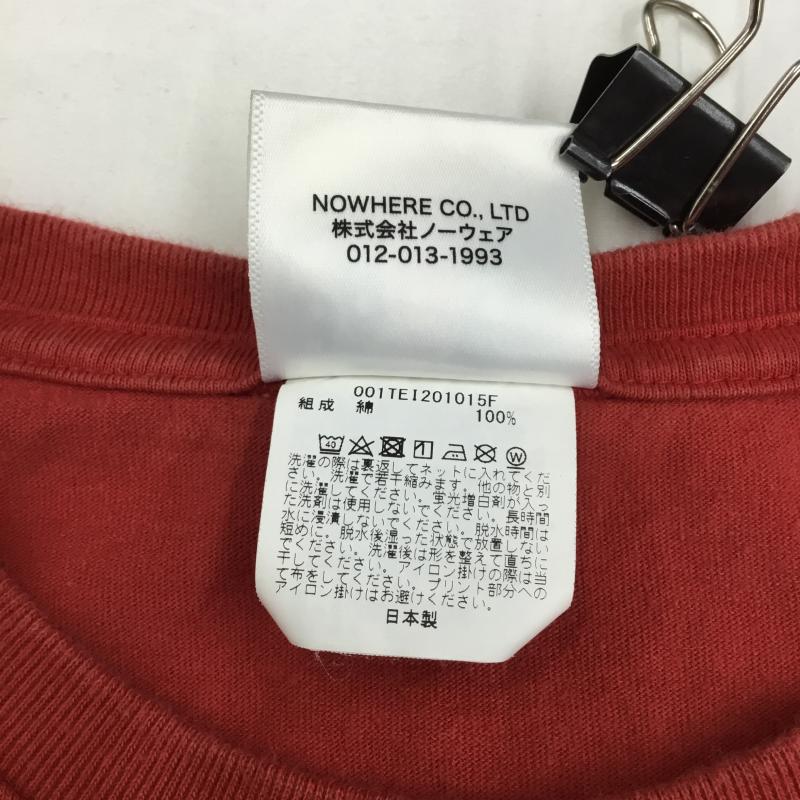 NOWHERE CO., LTD
株式会社ノーウェア
012-013-1993
001TEI201015F
組成 綿 100%
40 W
洗濯の際は裏返してネットに入れてくだ
さい。洗濯で若干縮みます。他の物と別
に洗濯してください。蛍光増白剤が入っ
た洗剤は使用しないでください。長時間
水に浸漬しないでください。脱水時間は
短めに。脱水後湿った状態で放置しない
でください。洗濯後は形を整えて直ちに
干してください。アイロン掛けの際は当
て布をしてください。プリント部分への
アイロン掛けはお避けください。
日本製